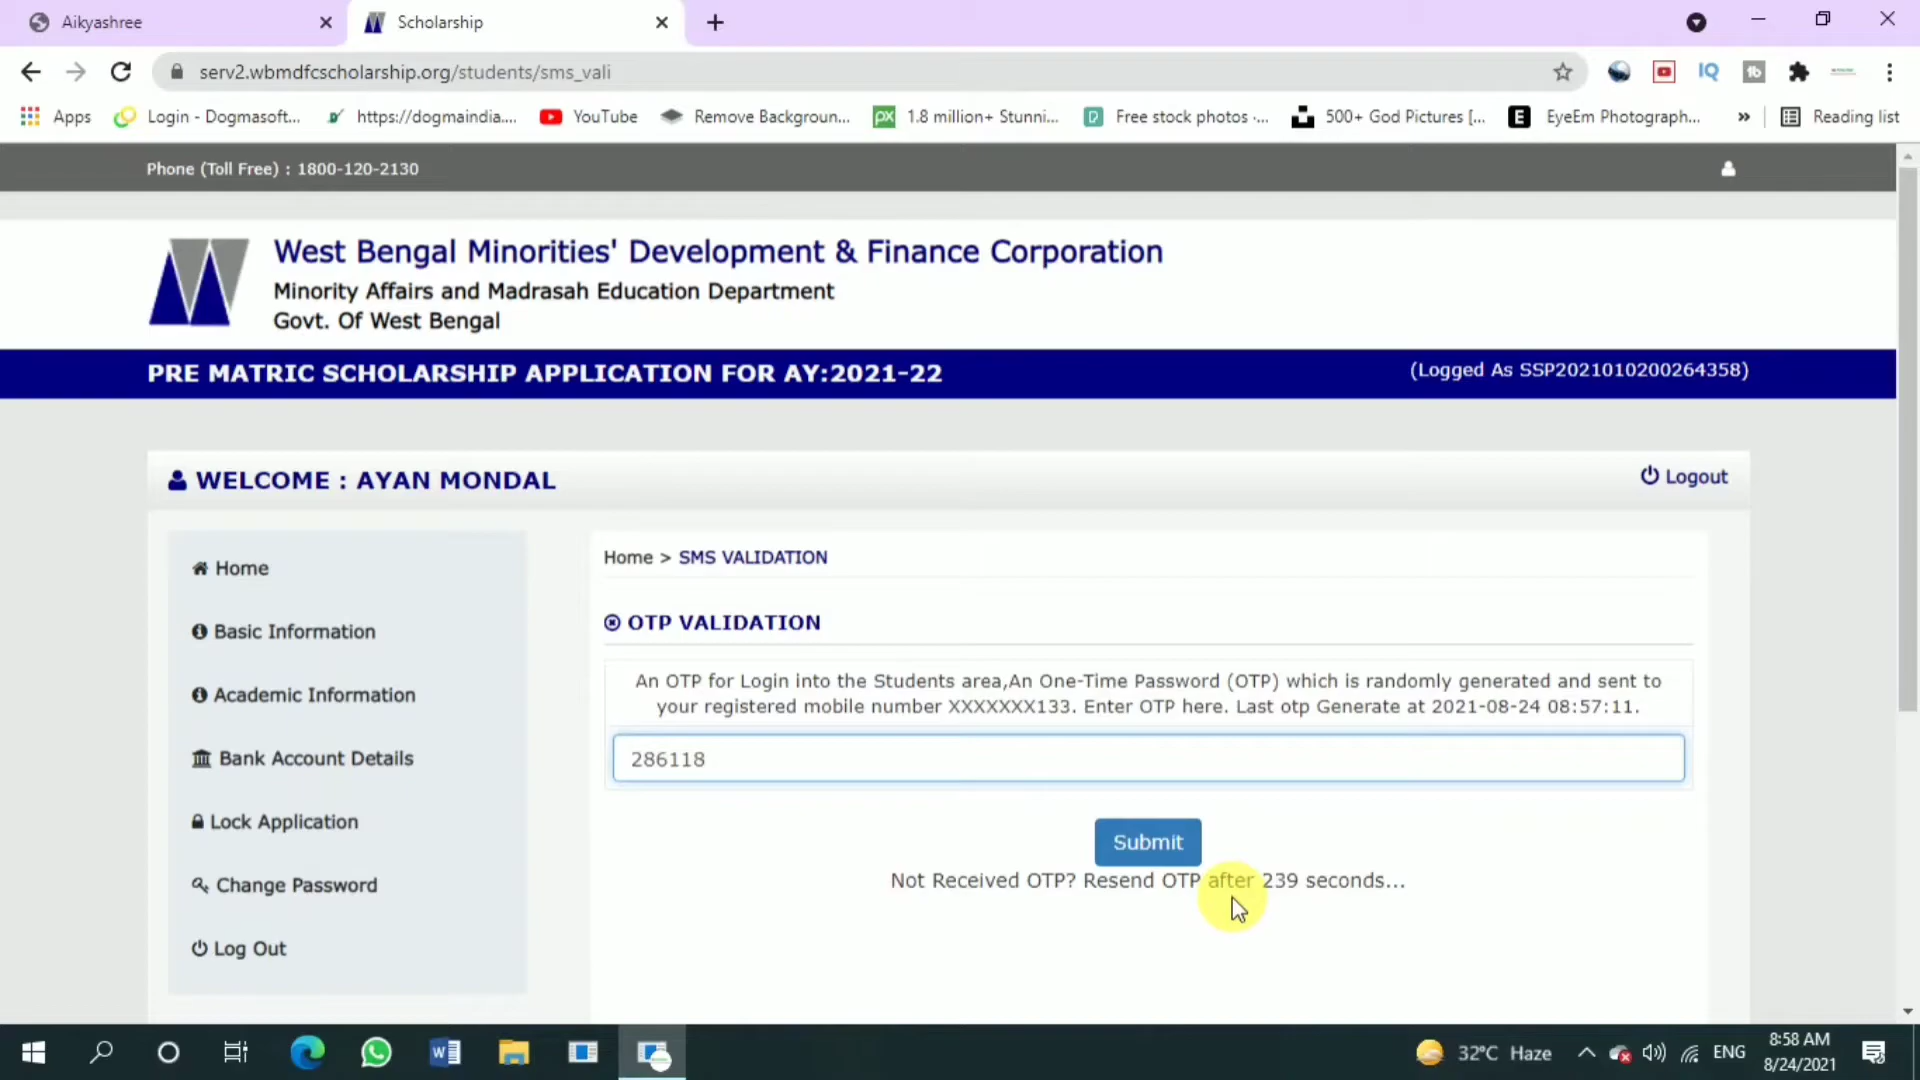 Aikyashree
Scholarship
serv2.wbmdfcscholarship.org/students/sms_vali
IQ
Apps
Login - Dogmasoft...
https://dogmaindia....
YouTube
Remove Backgroun...
px
1.8 million+ Stunni...
Free stock photos ·...
500+ God Pictures [...
E
EyeEm Photograph...
»
Reading list
Phone (Toll Free) : 1800-120-2130
West Bengal Minorities' Development & Finance Corporation
Minority Affairs and Madrasah Education Department
Govt. Of West Bengal
PRE MATRIC SCHOLARSHIP APPLICATION FOR AY:2021-22
(Logged As SSP2021010200264358)
WELCOME : AYAN MONDAL
Logout
Home
Basic Information
Academic Information
Bank Account Details
Lock Application
Change Password
Log Out
Home > SMS VALIDATION
OTP VALIDATION
An OTP for Login into the Students area,An One-Time Password (OTP) which is randomly generated and sent to
your registered mobile number XXXXXXX133. Enter OTP here. Last otp Generate at 2021-08-24 08:57:11.
286118
Submit
Not Received OTP? Resend OTP after 239 seconds...
32°C Haze
ENG
8:58 AM
8/24/2021